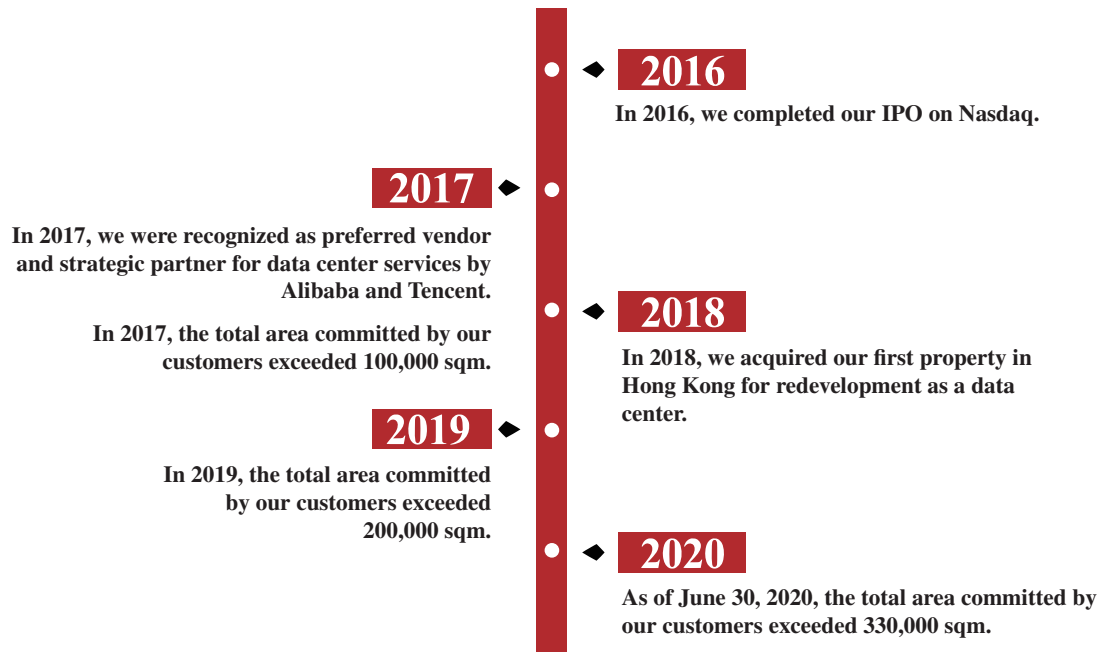 2016
In 2016, we completed our IPO on Nasdaq.
2017
In 2017, we were recognized as preferred vendor
and strategic partner for data center services by
Alibaba and Tencent.
In 2017, the total area committed by our
customers exceeded 100,000 sqm.
2018
In 2018, we acquired our first property in
Hong Kong for redevelopment as a data
center.
2019
In 2019, the total area committed
by our customers exceeded
200,000 sqm.
2020
As of June 30, 2020, the total area committed by
our customers exceeded 330,000 sqm.